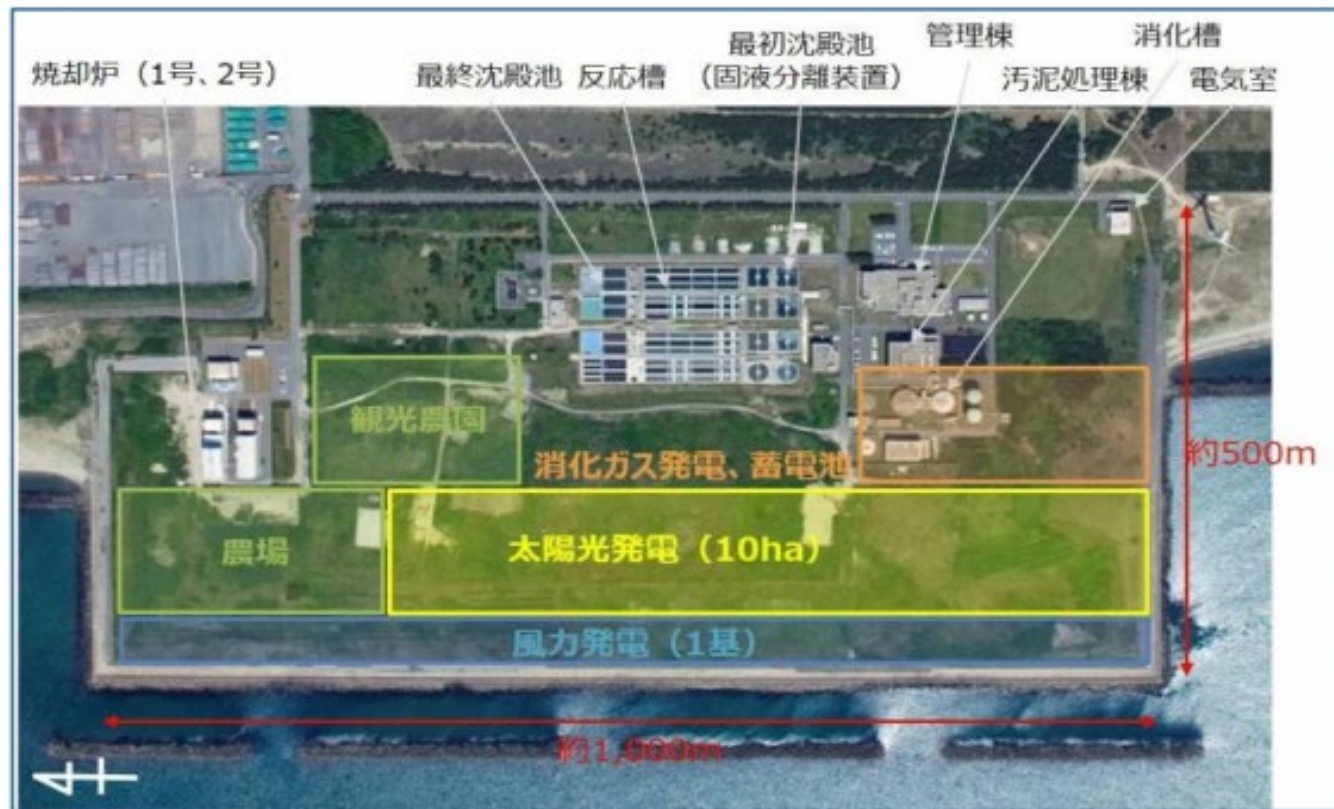 焼却炉（1号、2号）
最終沈殿池
反応槽
最初沈殿池
（固液分離装置）
管理棟
汚泥処理棟
消化槽
電気室
観光農園
消化ガス発電、蓄電池
約500m
農場
太陽光発電（10ha）
風力発電（1基）
約1,000m